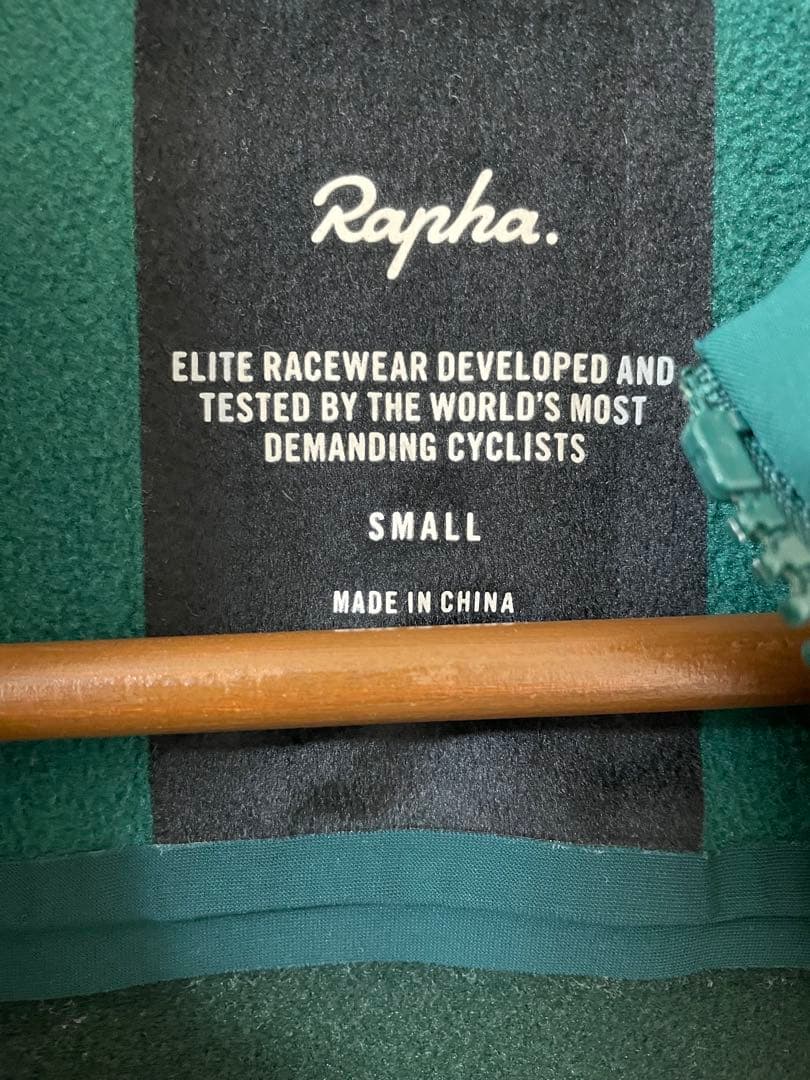 Rapha.
ELITE RACEWEAR DEVELOPED AND
TESTED BY THE WORLD'S MOST
DEMANDING CYCLISTS
SMALL
MADE IN CHINA